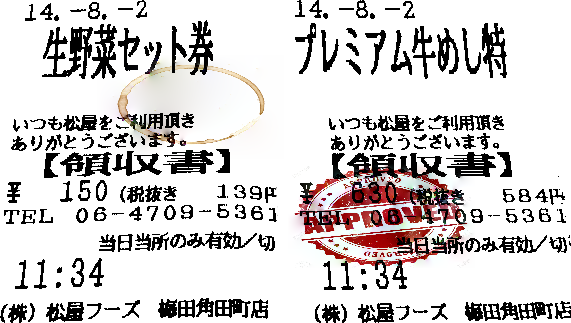 14.-8.-2
生野菜セット券
いつも松屋をご利用頂き
ありがとうございます。
【領収書】
¥ 150 (税抜き 139円
TEL 06-4709-5361
当日当所のみ有効/切
11:34
(株) 松屋フーズ 梅田角田町店
14.-8.-2
プレミアム牛めし特
いつも松屋をご利用頂き
ありがとうございます。
【領収書】
¥ 630 (税抜き 584円
TEL 06-4709-5361
APPROVED
APPROVED
APPROVED
当日当所のみ有効/切
11:34
(株) 松屋フーズ 梅田角田町店